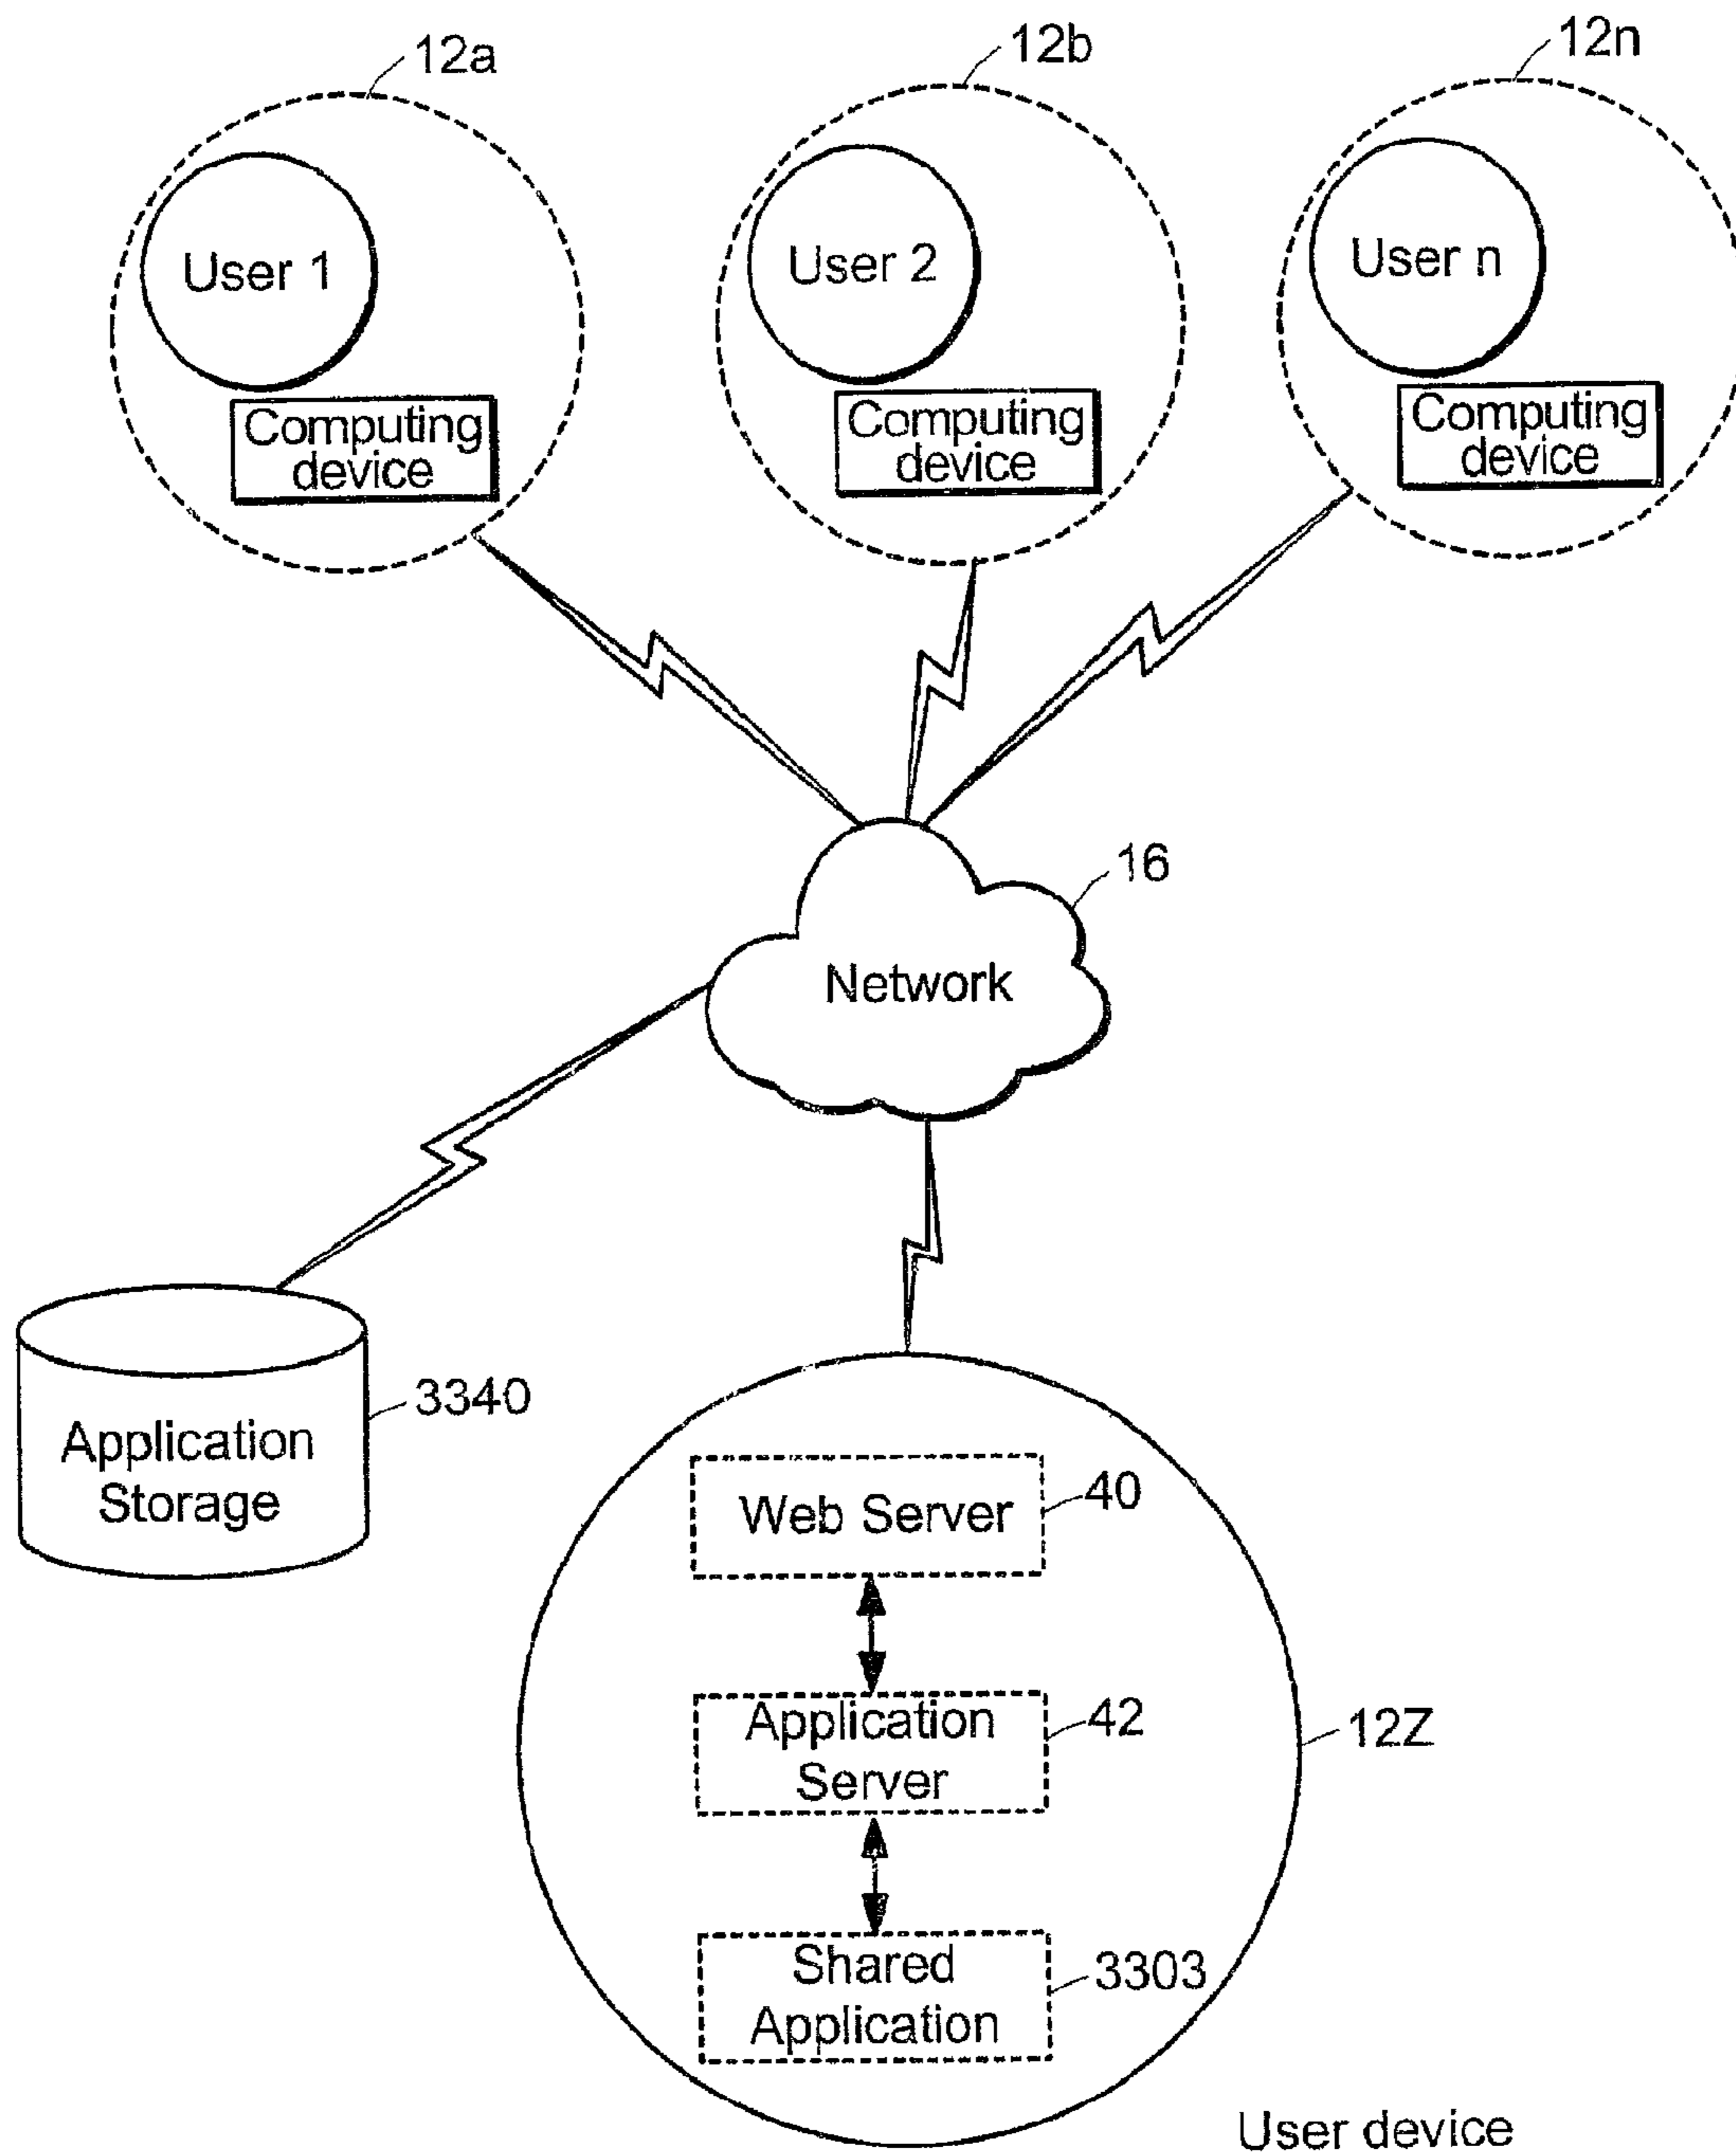 12a
12b
12n
User 1
User 2
User n
Computing
device
Computing
device
Computing
device
16
Network
3340
Application
Storage
Web Server
40
Application
Server
42
12Z
Shared
Application
3303
User device